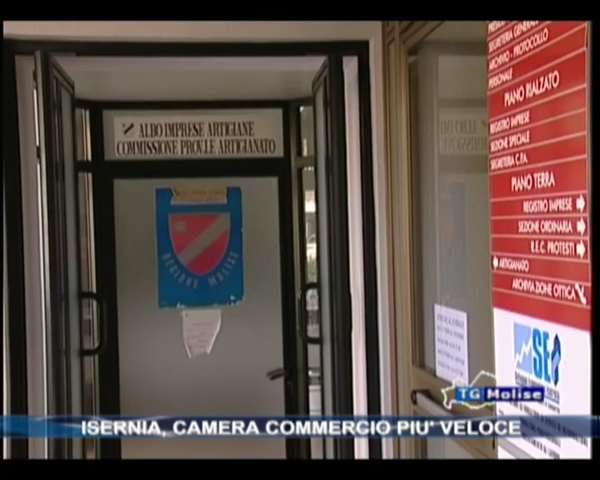 ALBO IMPRESE ARTIGIANE
COMMISSIONE PROV.LE ARTIGIANATO
REGIONE MOLISE
SEGRETERIA GENERALE
ARCHIVIO - PROTOCOLLO
PERSONALE
PIANO RIALZATO
REGISTRO IMPRESE
SEZIONE SPECIALE
SEGRETERIA C.P.A.
PIANO TERRA
REGISTRO IMPRESE
SEZIONE ORDINARIA
R.E.C. PROTESTI
ARTIGIANATO
ARCHIVIAZIONE OTTICA
SE
TG Molise
ISERNIA, CAMERA COMMERCIO PIU' VELOCE